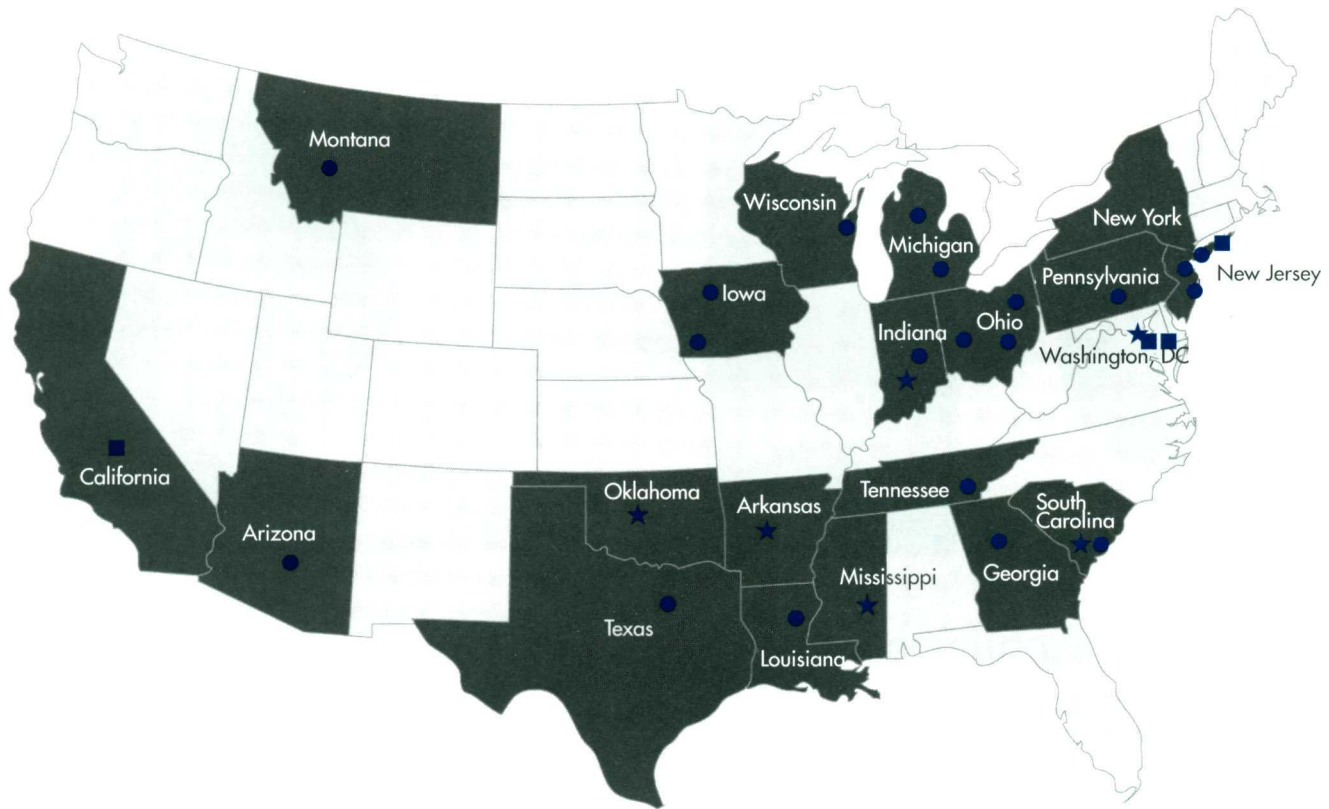 Montana
Wisconsin
New York
Michigan
New Jersey
Pennsylvania
Iowa
Ohio
Indiana
Washington, DC
California
Oklahoma
Tennessee
Arkansas
South
Carolina
Arizona
Georgia
Mississippi
Texas
Louisiana